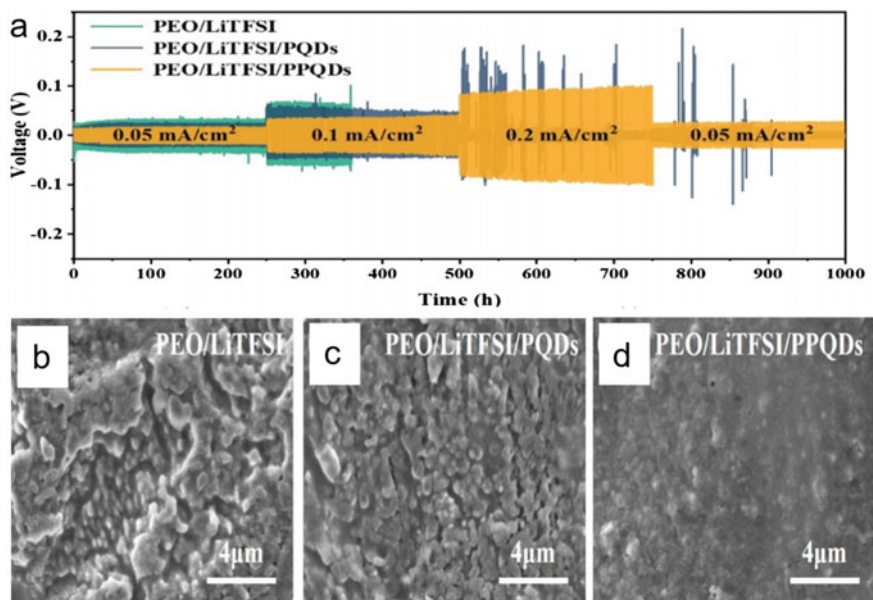 a
PEO/LiTFSI
PEO/LiTFSI/PQDs
PEO/LiTFSI/PPQDs
0.2
0.1
0.0
-0.1
-0.2
Voltage (V)
0.05 mA/cm²
0.1 mA/cm²
0.2 mA/cm²
0.05 mA/cm²
0 100 200 300 400 500 600 700 800 900 1000
Time (h)
b PEO/LiTFSI
4μm
c PEO/LiTFSI/PQDs
4μm
d PEO/LiTFSI/PPQDs
4μm